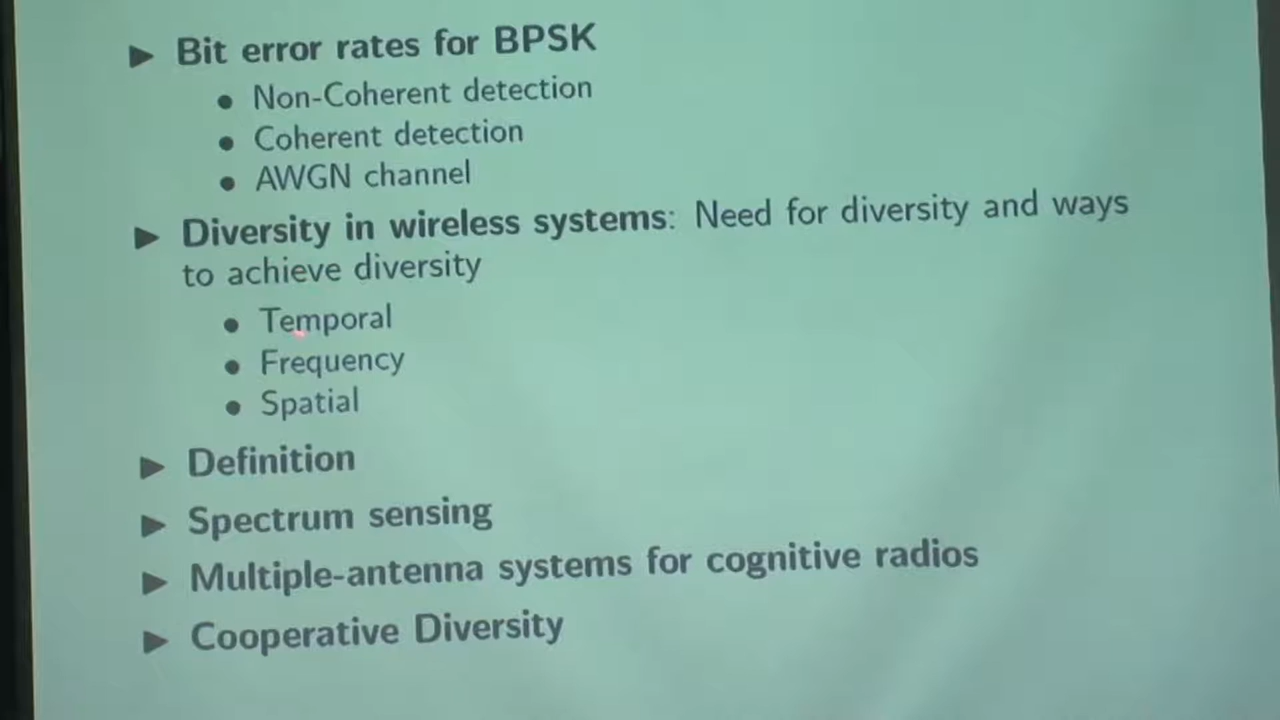 ▶ Bit error rates for BPSK
• Non-Coherent detection
• Coherent detection
• AWGN channel
▶ Diversity in wireless systems: Need for diversity and ways
to achieve diversity
• Temporal
• Frequency
• Spatial
▶ Definition
▶ Spectrum sensing
▶ Multiple-antenna systems for cognitive radios
▶ Cooperative Diversity